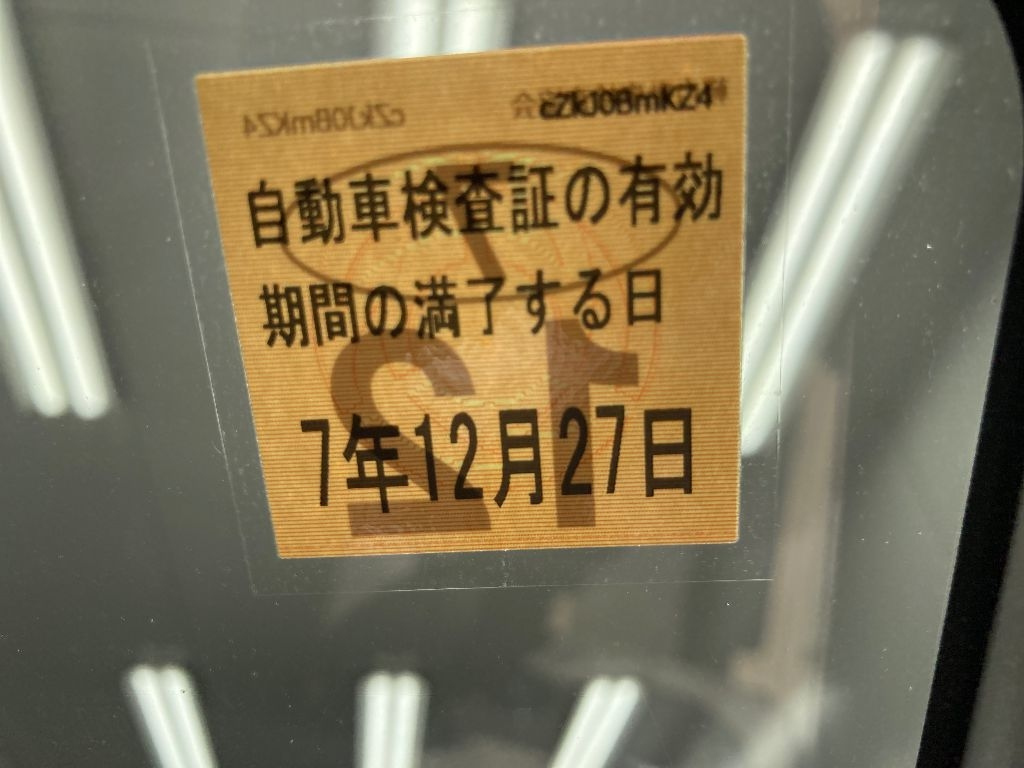 cZkJ0BmKZ4
自動車検査証の有効
期間の満了する日
7年12月27日